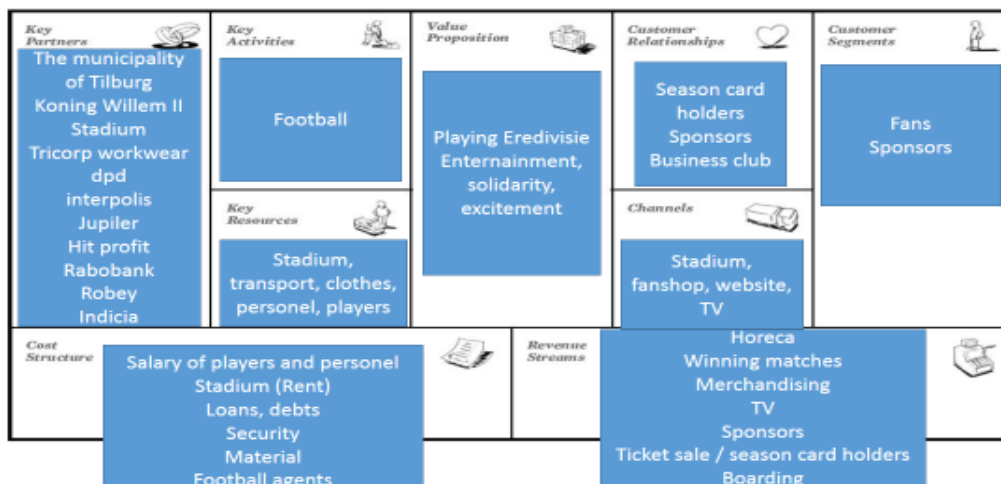 Key
Partners
The municipality
of Tilburg
Koning Willem II
Stadium
Tricorp workwear
dpd
interpolis
Jupiler
Hit profit
Rabobank
Robey
Indicia
Key
Activities
Football
Key
Resources
Stadium,
transport, clothes,
personel, players
Value
Proposition
Playing Eredivisie
Enternainment,
solidarity,
excitement
Customer
Relationships
Season card
holders
Sponsors
Business club
Channels
Stadium,
fanshop, website,
TV
Customer
Segments
Fans
Sponsors
Cost
Structure
Salary of players and personel
Stadium (Rent)
Loans, debts
Security
Material
Football agents
Revenue
Streams
Horeca
Winning matches
Merchandising
TV
Sponsors
Ticket sale / season card holders
Boarding